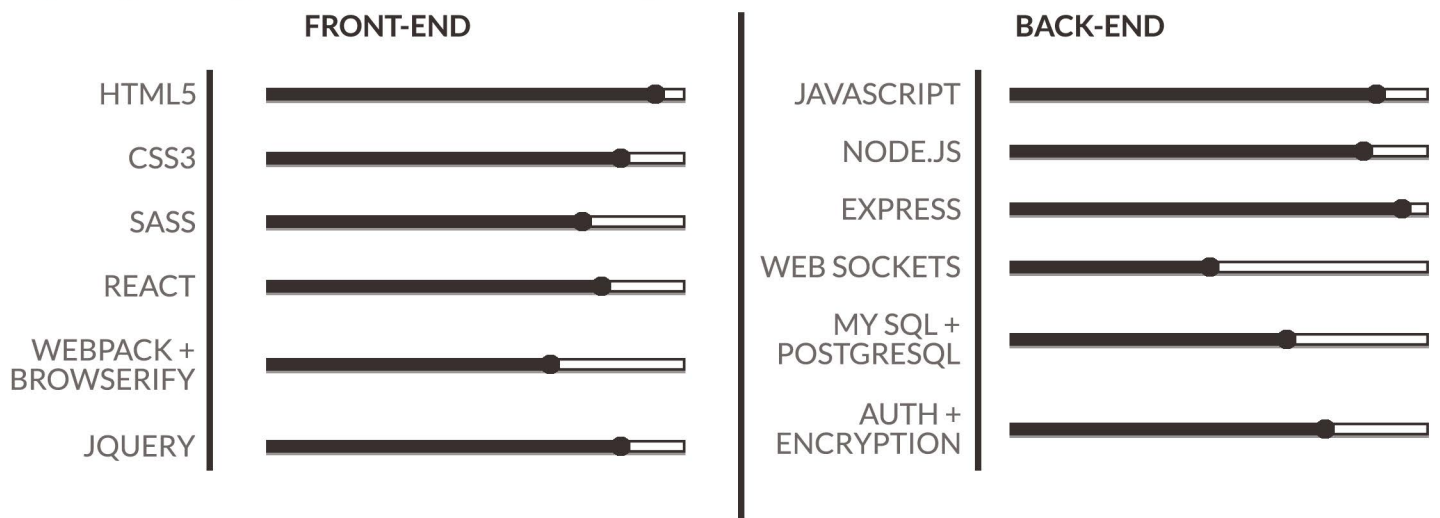 FRONT-END
HTML5
CSS3
SASS
REACT
WEBPACK +
BROWSERIFY
JQUERY
BACK-END
JAVASCRIPT
NODE.JS
EXPRESS
WEB SOCKETS
MY SQL +
POSTGRESQL
AUTH +
ENCRYPTION